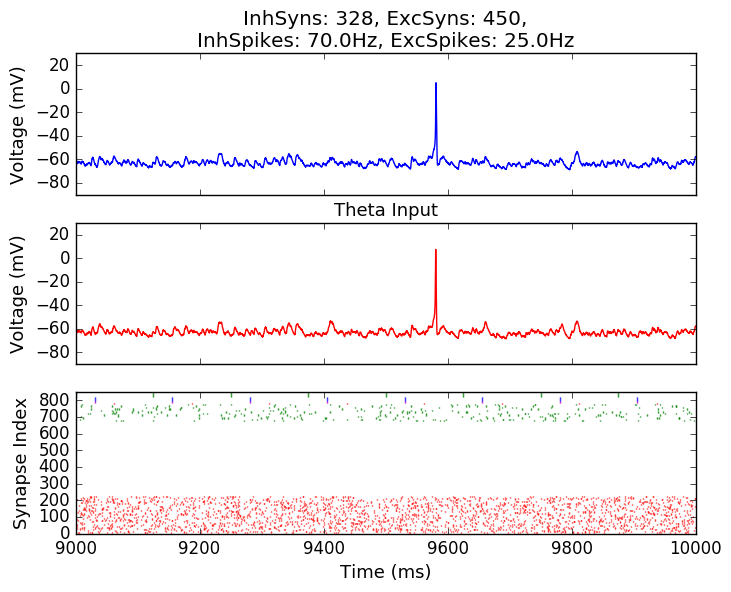 InhSyns: 328, ExcSyns: 450,
InhSpikes: 70.0Hz, ExcSpikes: 25.0Hz
Voltage (mV)
20
0
−20
−40
−60
−80
Theta Input
Voltage (mV)
20
0
−20
−40
−60
−80
Synapse Index
800
700
600
500
400
300
200
100
0
9000 9200 9400 9600 9800 10000
Time (ms)